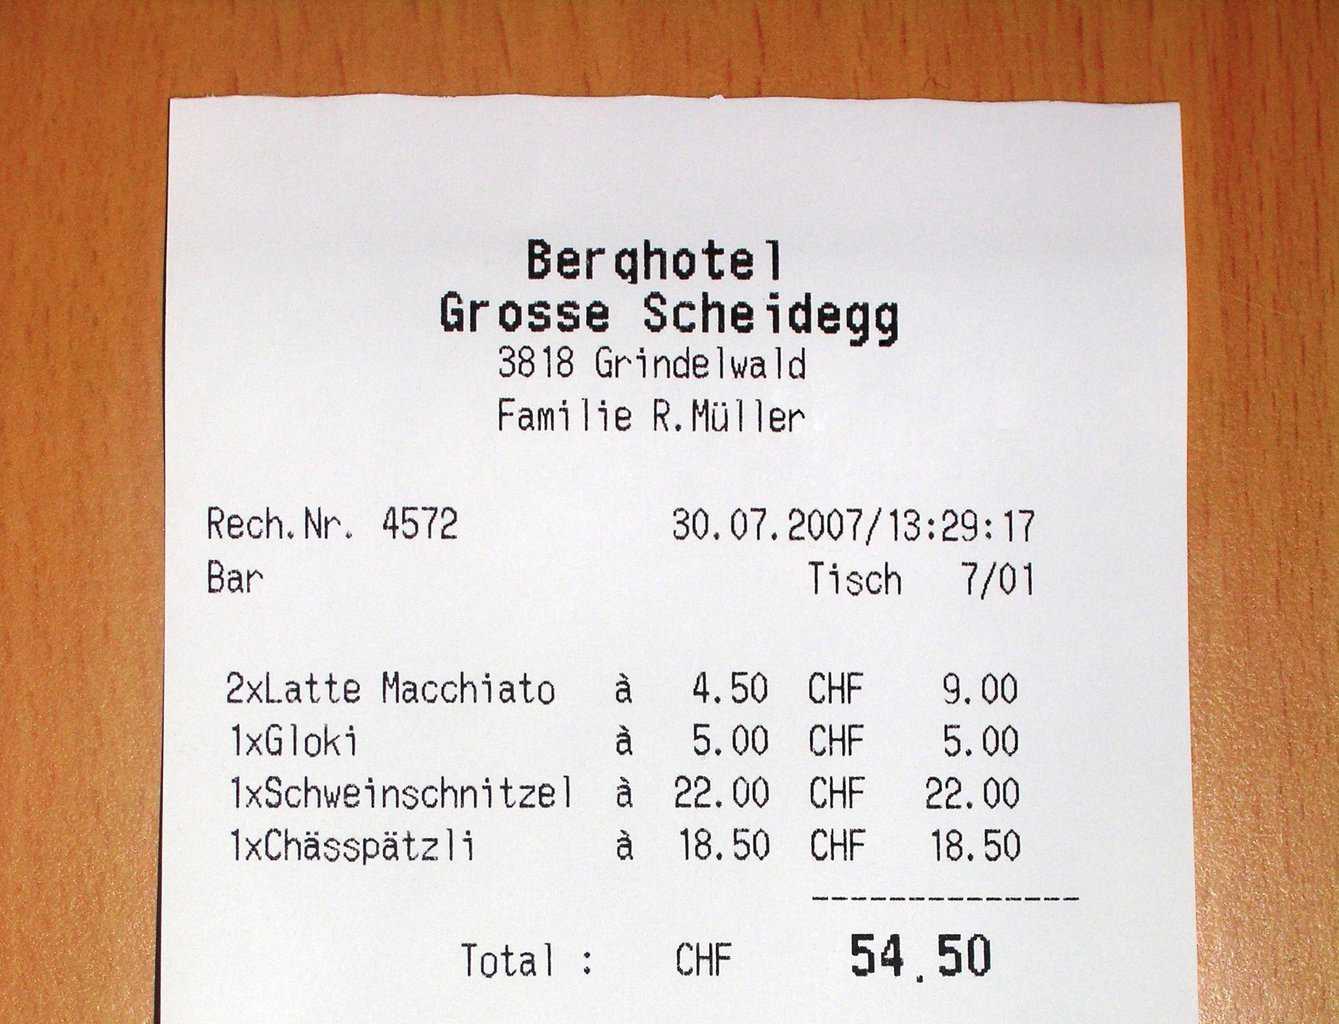 Berghotel
Grosse Scheidegg
3818 Grindelwald
Familie R.Müller
Rech.Nr. 4572 30.07.2007/13:29:17
Bar Tisch 7/01
2xLatte Macchiato à 4.50 CHF 9.00
1xGloki à 5.00 CHF 5.00
1xSchweinschnitzel à 22.00 CHF 22.00
1xChässpätzli à 18.50 CHF 18.50
--------------
Total : CHF 54.50